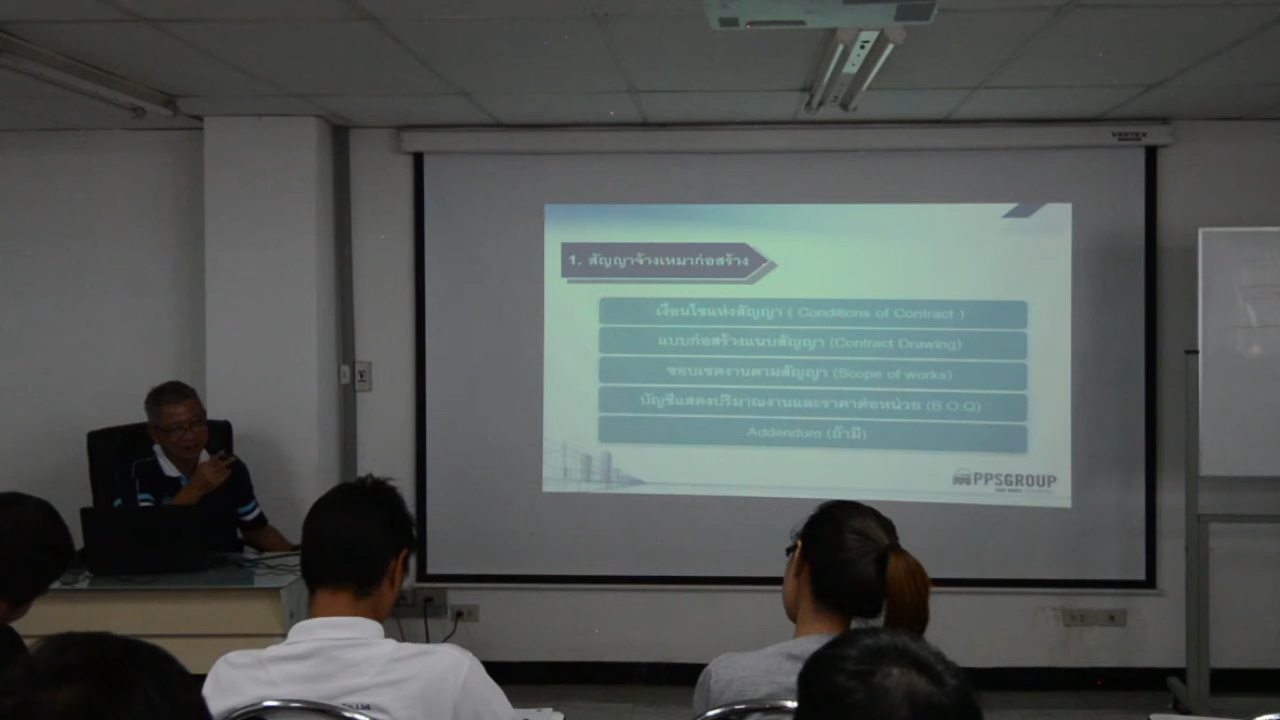 VERTEX
1. สัญญาจ้างเหมาก่อสร้าง
เงื่อนไขแห่งสัญญา ( Conditions of Contract )
แบบก่อสร้างแนบสัญญา (Contract Drawing)
ขอบเขตงานตามสัญญา (Scope of works)
บัญชีแสดงปริมาณงานและราคาต่อหน่วย (B.O.Q)
Addendum (ถ้ามี)
PPSGROUP